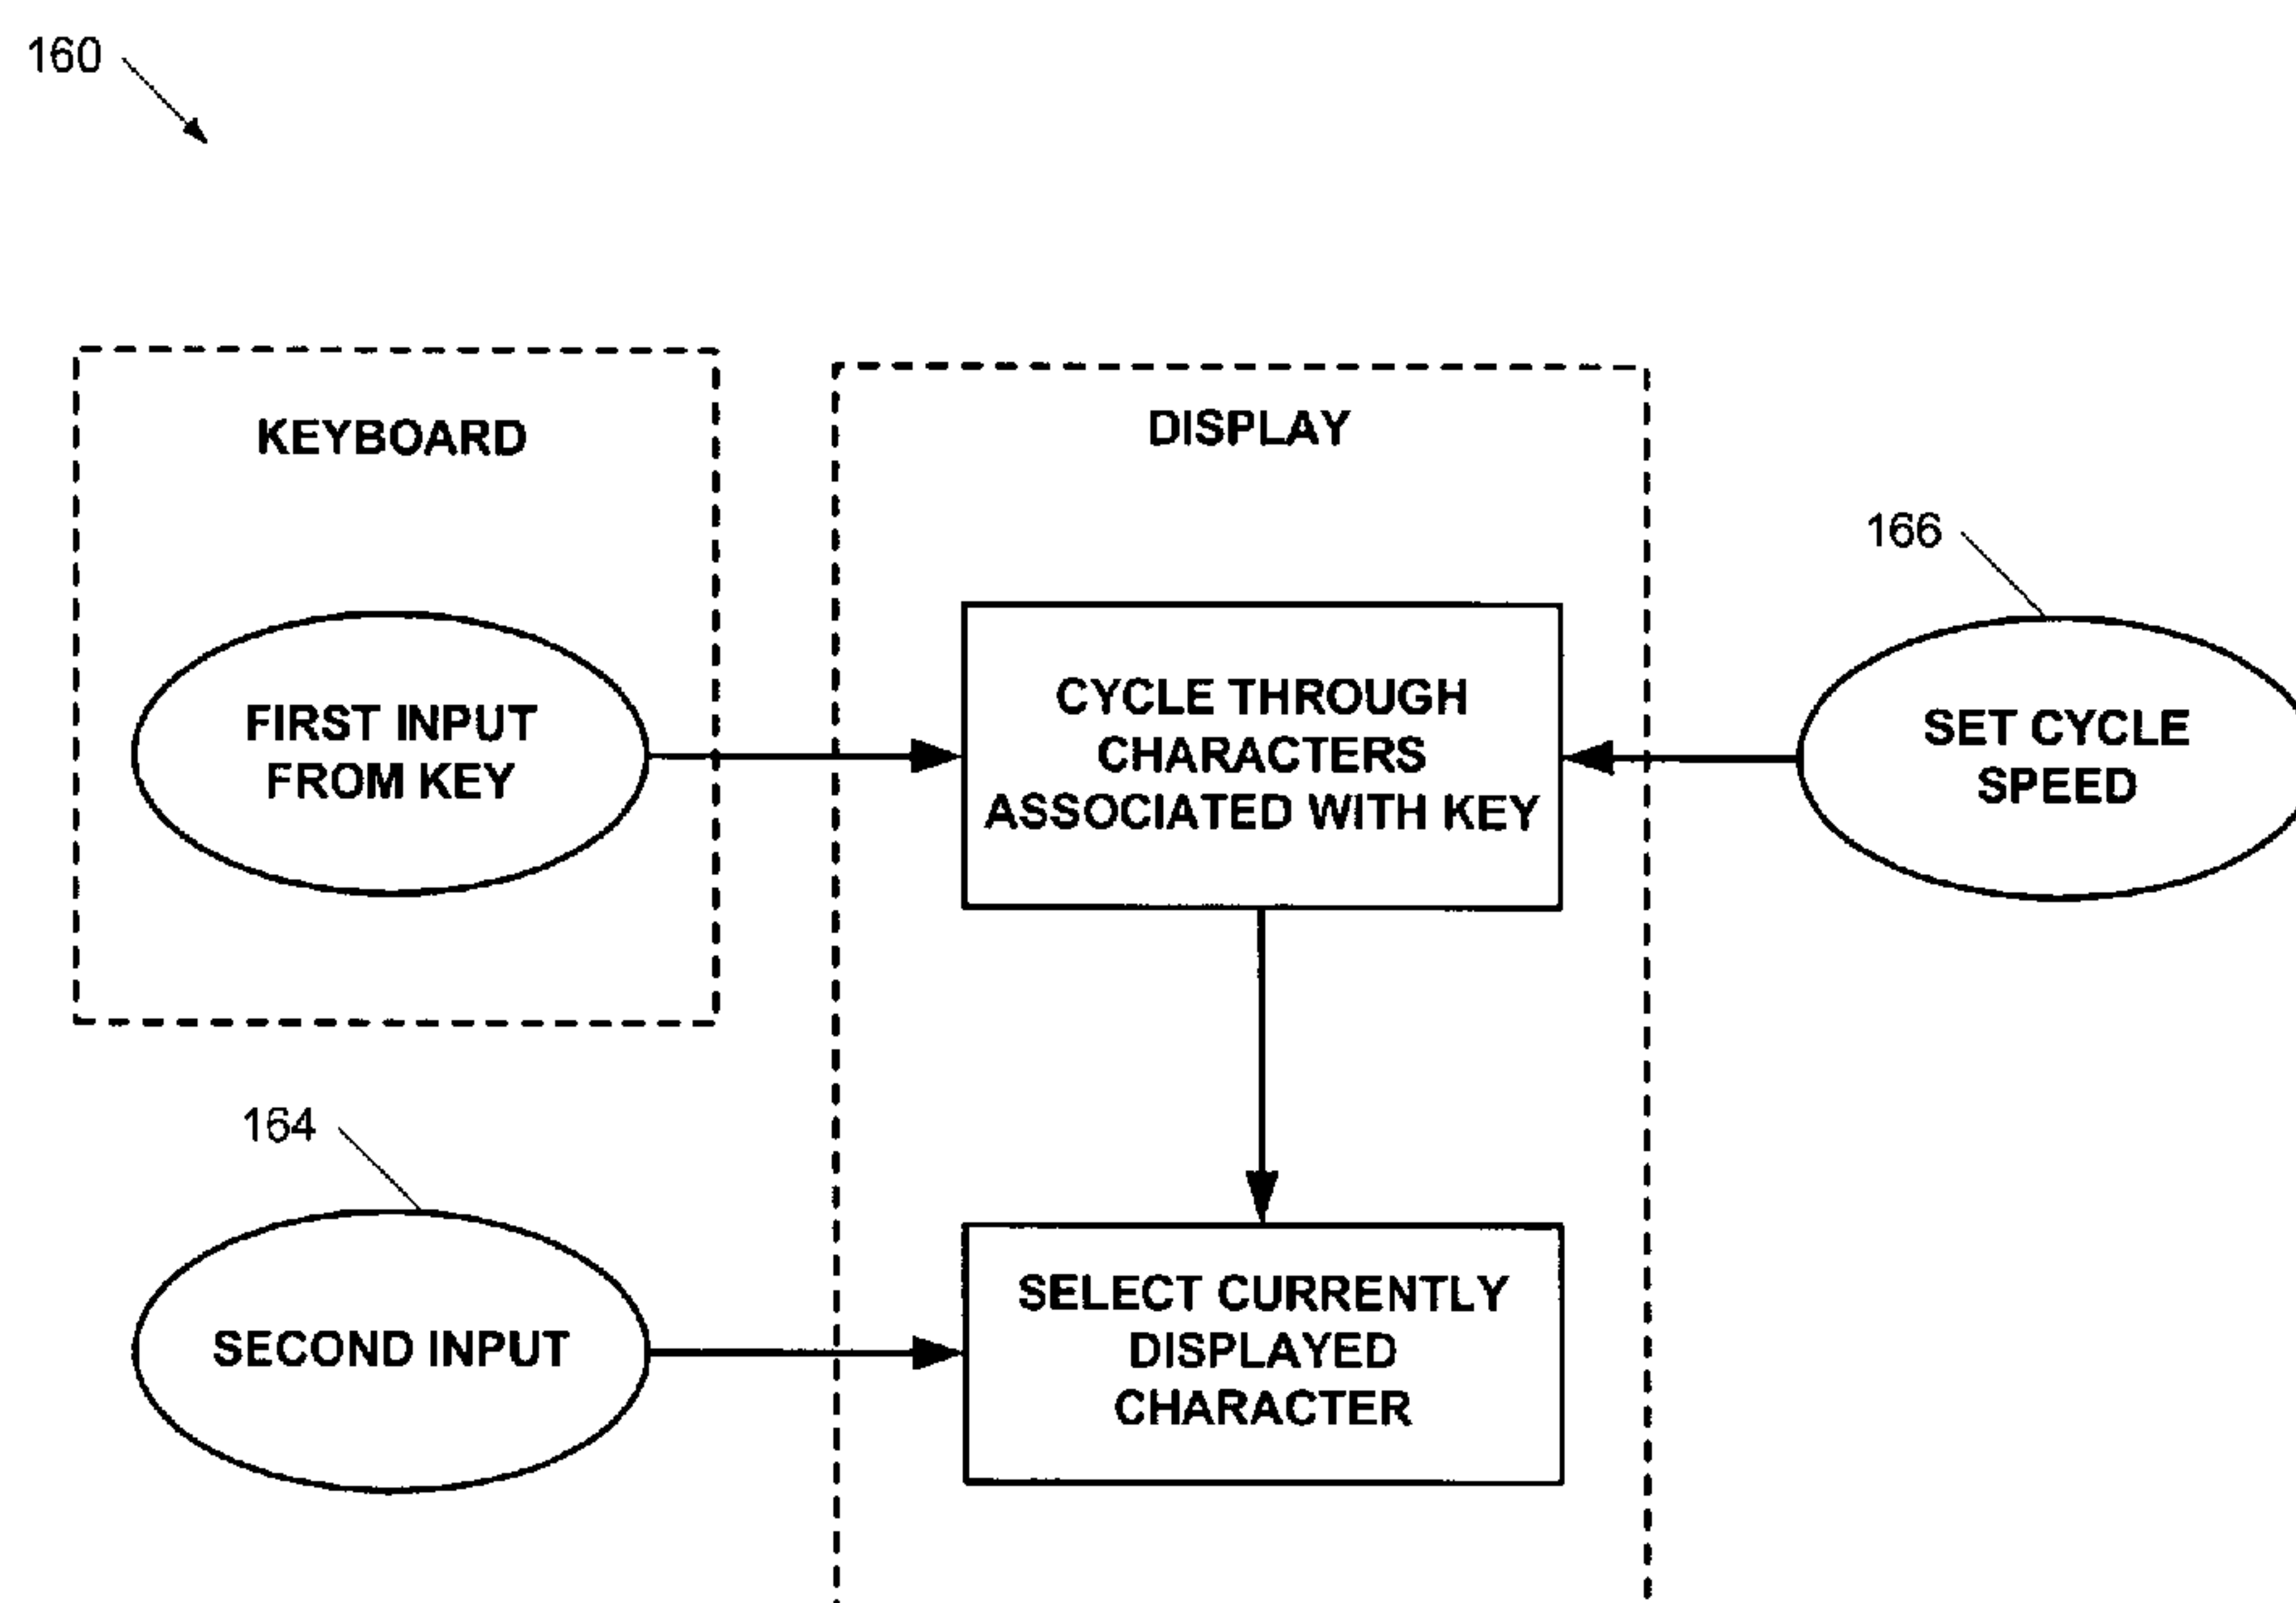 160
KEYBOARD
DISPLAY
166
FIRST INPUT
FROM KEY
CYCLE THROUGH
CHARACTERS
ASSOCIATED WITH KEY
SET CYCLE
SPEED
164
SECOND INPUT
SELECT CURRENTLY
DISPLAYED
CHARACTER